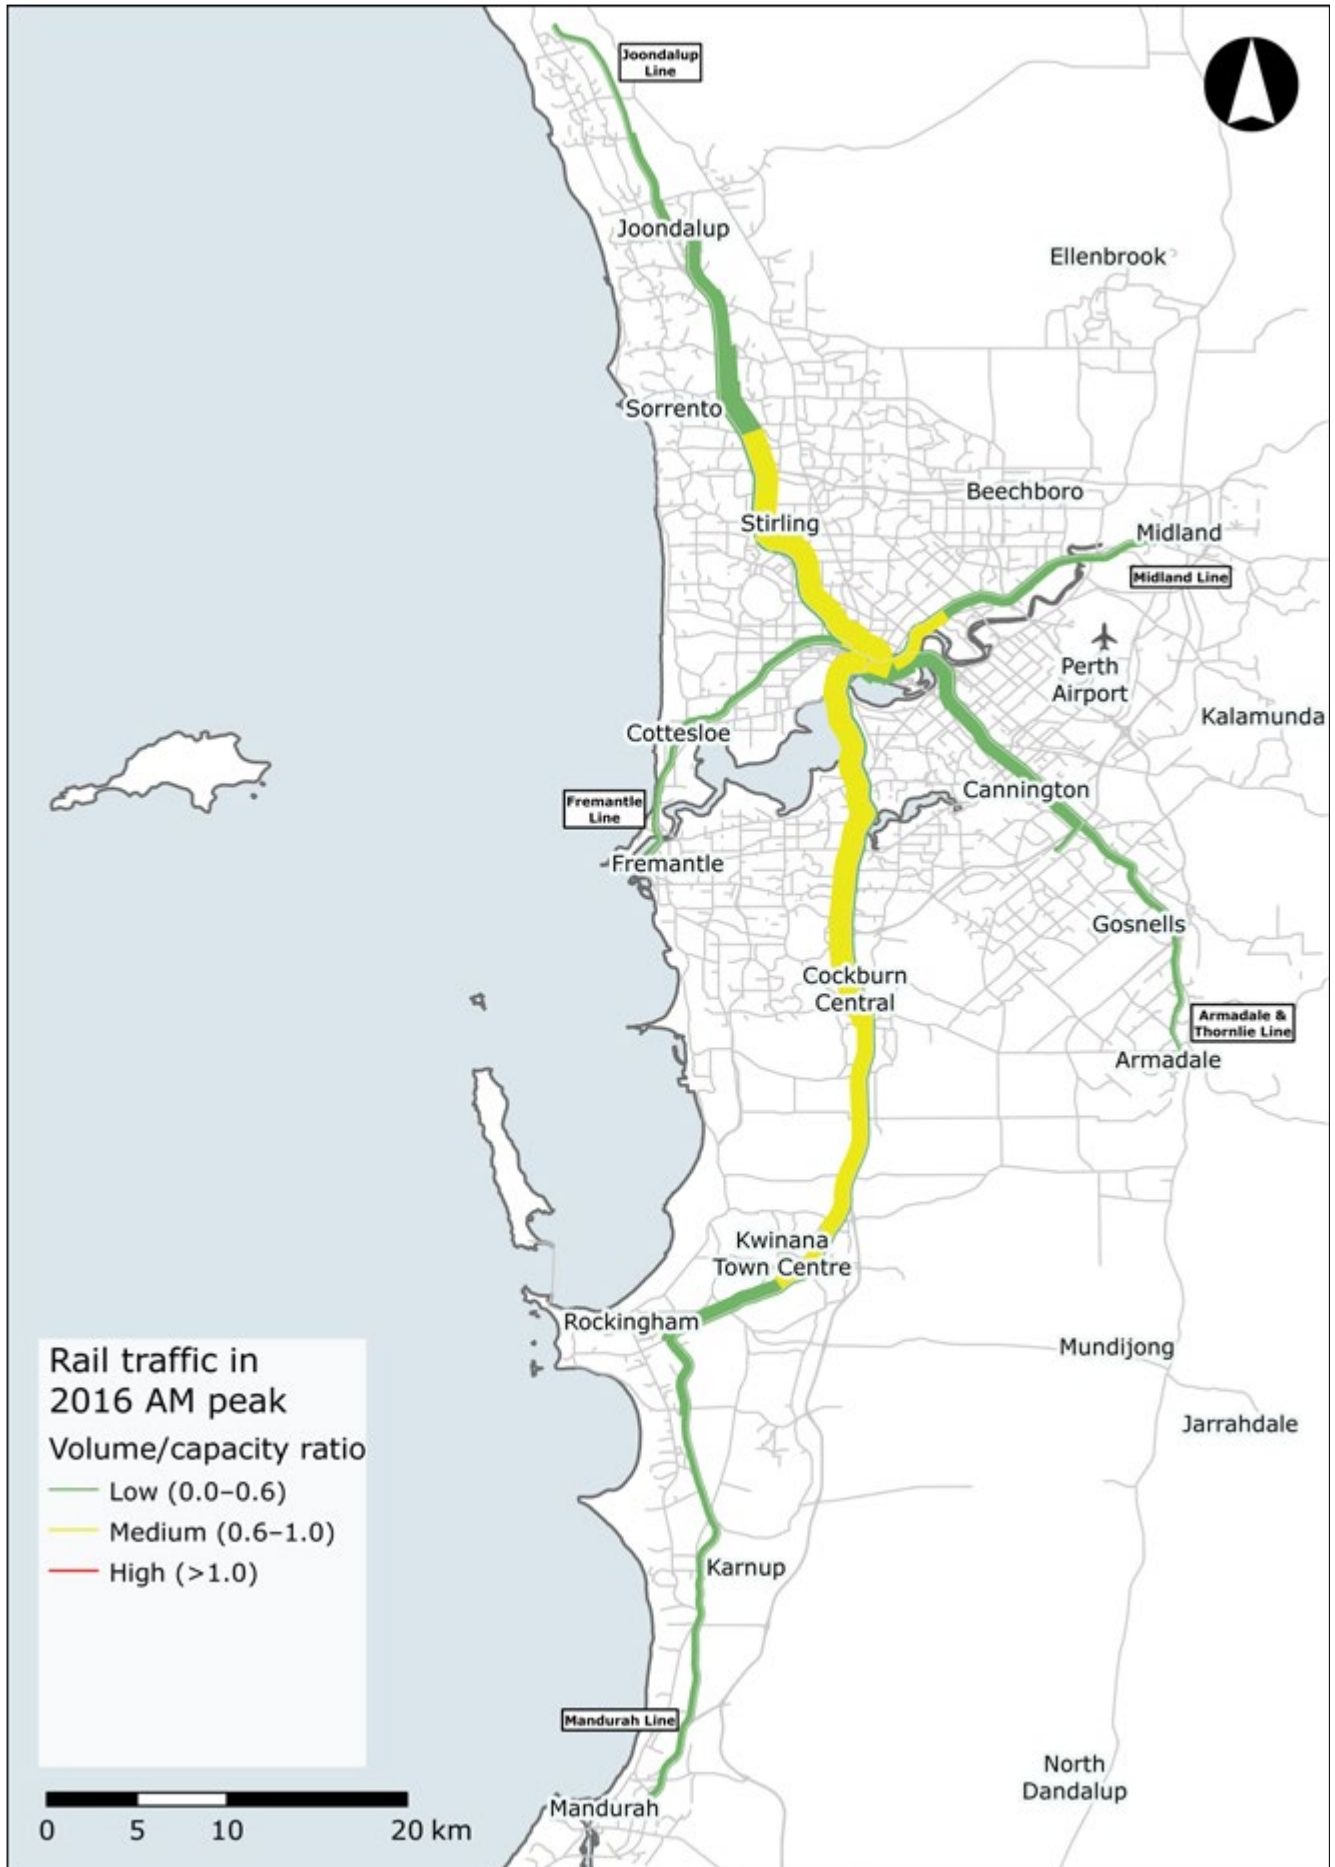 Joondalup
Line
Joondalup
Ellenbrook
Sorrento
Beechboro
Stirling
Midland
Midland Line
Perth
Airport
Kalamunda
Cottesloe
Cannington
Fremantle
Line
Fremantle
Gosnells
Cockburn
Central
Armadale &
Thornlie Line
Armadale
Kwinana
Town Centre
Rockingham
Mundijong
Jarrahdale
Karnup
Mandurah Line
North
Dandalup
Mandurah
Rail traffic in
2016 AM peak
Volume/capacity ratio
Low (0.0–0.6)
Medium (0.6–1.0)
High (>1.0)
0 5 10 20 km